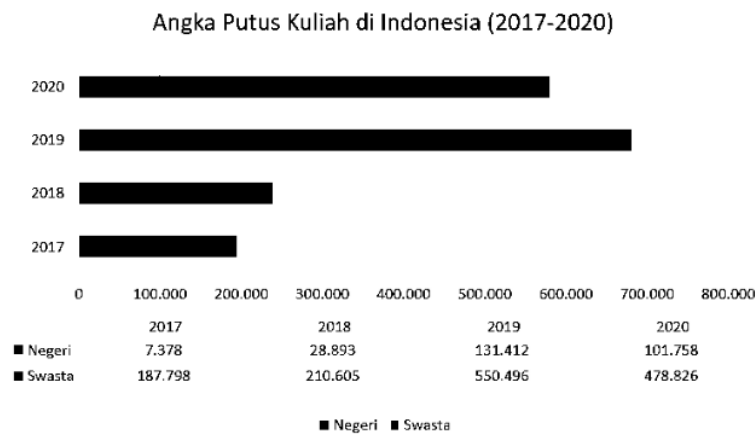 Angka Putus Kuliah di Indonesia (2017-2020)
2020
2019
2018
2017
0 100.000 200.000 300.000 400.000 500.000 600.000 700.000 800.000
2017 2018 2019 2020
Negeri 7.378 28.893 131.412 101.758
Swasta 187.798 210.605 550.496 478.826
Negeri Swasta